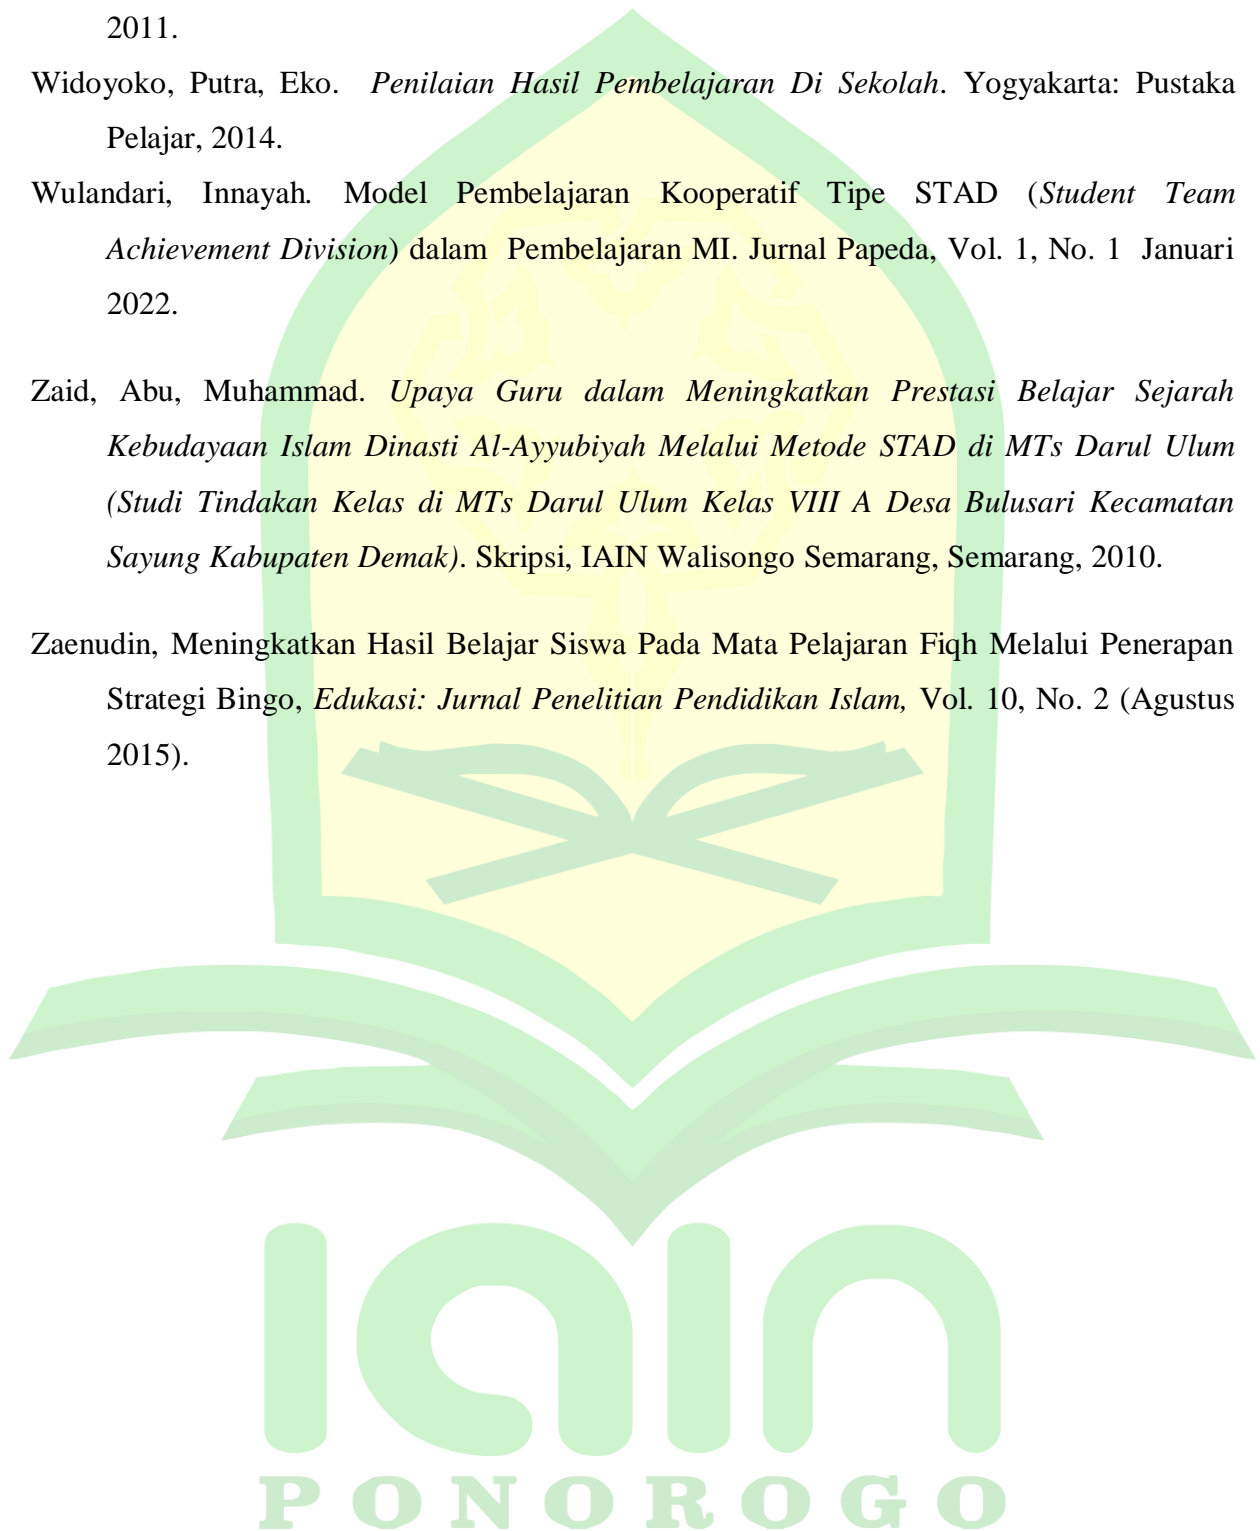 2011.
Widoyoko, Putra, Eko. Penilaian Hasil Pembelajaran Di Sekolah. Yogyakarta: Pustaka
Pelajar, 2014.
Wulandari, Innayah. Model Pembelajaran Kooperatif Tipe STAD (Student Team
Achievement Division) dalam Pembelajaran MI. Jurnal Papeda, Vol. 1, No. 1 Januari
2022.
Zaid, Abu, Muhammad. Upaya Guru dalam Meningkatkan Prestasi Belajar Sejarah
Kebudayaan Islam Dinasti Al-Ayyubiyah Melalui Metode STAD di MTs Darul Ulum
(Studi Tindakan Kelas di MTs Darul Ulum Kelas VIII A Desa Bulusari Kecamatan
Sayung Kabupaten Demak). Skripsi, IAIN Walisongo Semarang, Semarang, 2010.
Zaenudin, Meningkatkan Hasil Belajar Siswa Pada Mata Pelajaran Fiqh Melalui Penerapan
Strategi Bingo, Edukasi: Jurnal Penelitian Pendidikan Islam, Vol. 10, No. 2 (Agustus
2015).
iain
PONOROGO